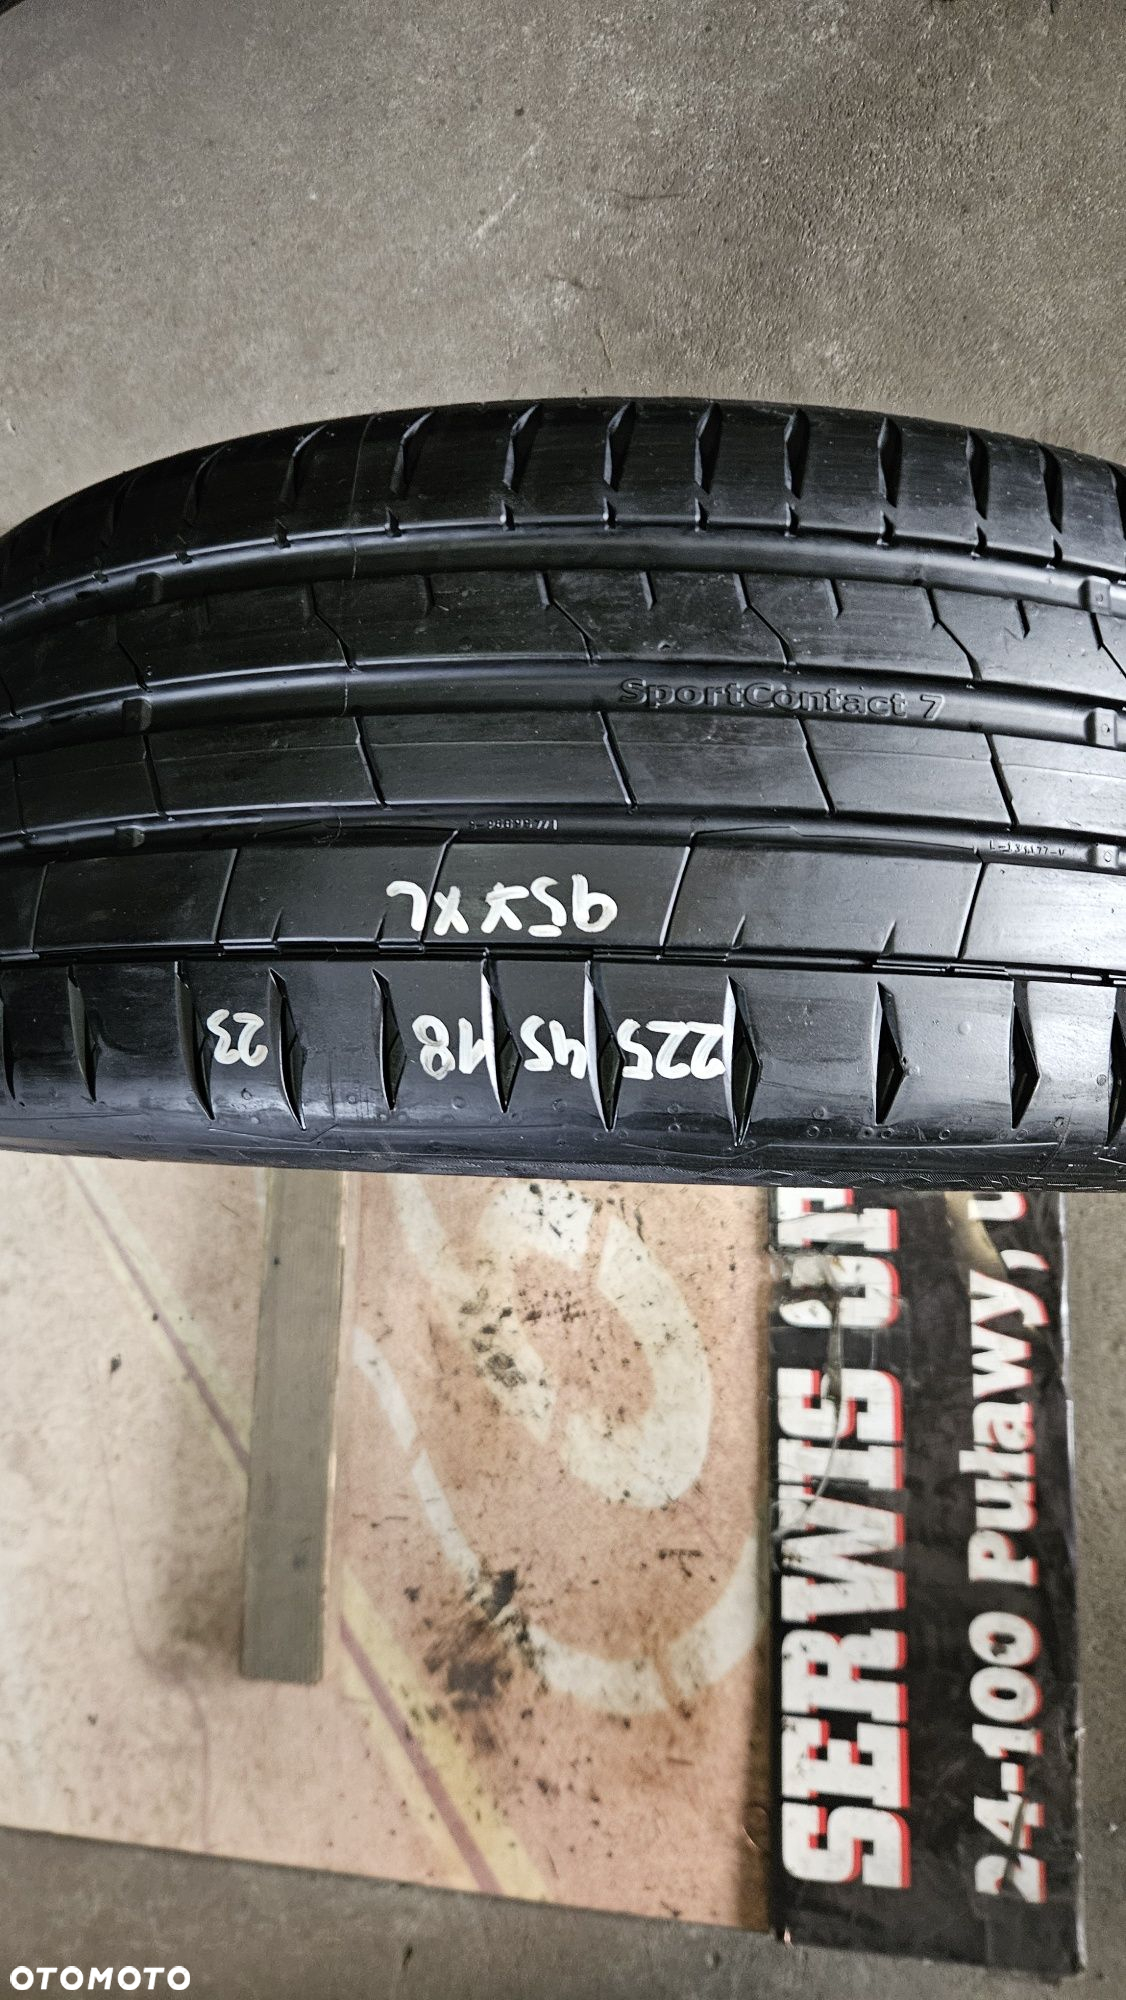 SportContact 7
95Y XL
225/45/18 23
SERWIS
24-100 Puławy, u
OTOMOTO